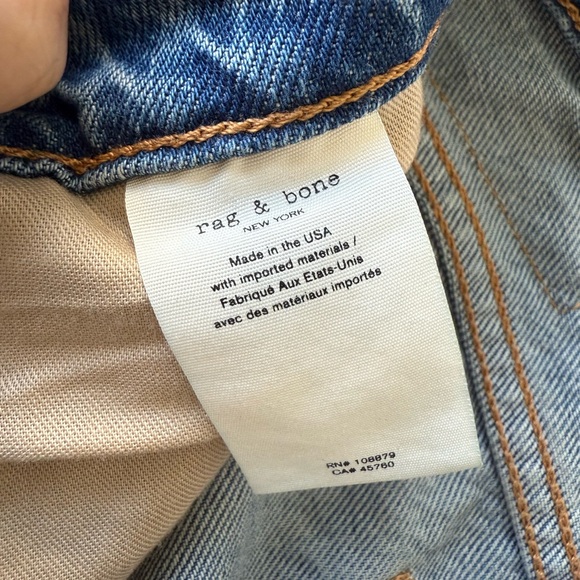 rag & bone
NEW YORK
Made in the USA
with imported materials /
Fabriqué Aux Etats-Unis
avec des matériaux importés
RN# 108879
CA# 45760